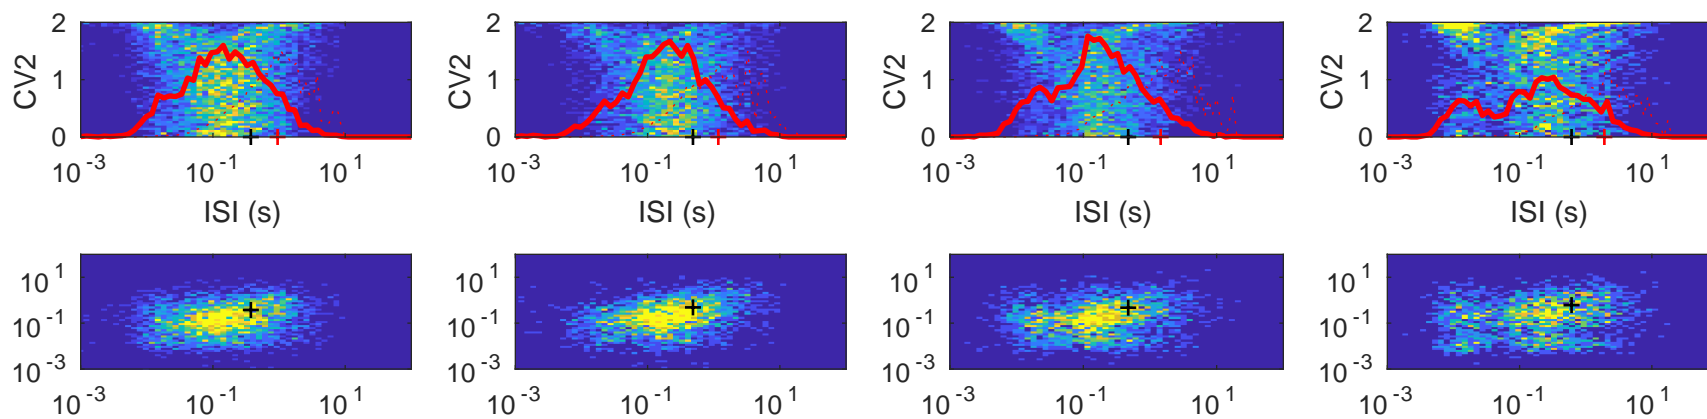 2 2 2 2
CV2 CV2 CV2 CV2
1 1 1 1
0 0 0 0
10^-3 10^-1 10^1 10^-3 10^-1 10^1 10^-3 10^-1 10^1 10^-3 10^-1 10^1
ISI (s) ISI (s) ISI (s) ISI (s)
10^1 10^1 10^1 10^1
10^-1 10^-1 10^-1 10^-1
10^-3 10^-3 10^-3 10^-3
10^-3 10^-1 10^1 10^-3 10^-1 10^1 10^-3 10^-1 10^1 10^-3 10^-1 10^1